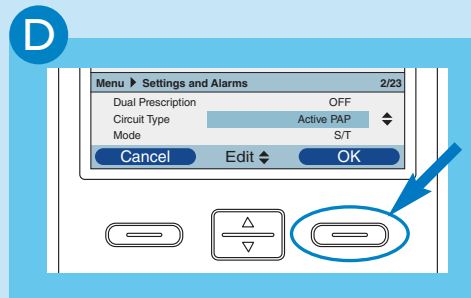 D
Menu ▶ Settings and Alarms 2/23
Dual Prescription OFF
Circuit Type Active PAP
Mode S/T
Cancel Edit OK